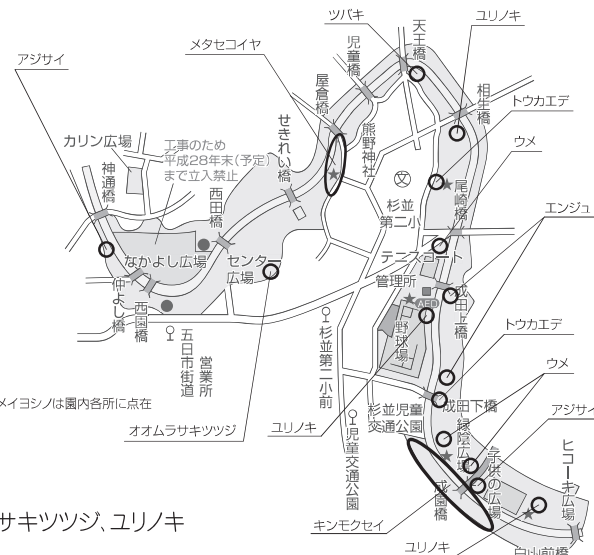 ツバキ
天王橋
ユリノキ
メタセコイヤ
児童橋
アジサイ
屋倉橋
相生橋
トウカエデ
カリン広場
工事のため
平成28年末(予定)
まで立入禁止
せきれい橋
熊野神社
ウメ
神通橋
文
尾崎橋
西田橋
杉並
第二小
エンジュ
なかよし広場
センター
広場
テニスコート
管理所
AED
成田上橋
仲よし橋
西園橋
野球場
トウカエデ
五日市街道
営業所
杉並第二小前
ウメ
メイヨシノは園内各所に点在
オオムラサキツツジ
ユリノキ
杉並児童
交通公園
成田下橋
アジサイ
児童交通公園
緑陰広場
子供の広場
ヒコーキ広場
成園橋
サキツツジ、ユリノキ
キンモクセイ
ユリノキ
白山前橋